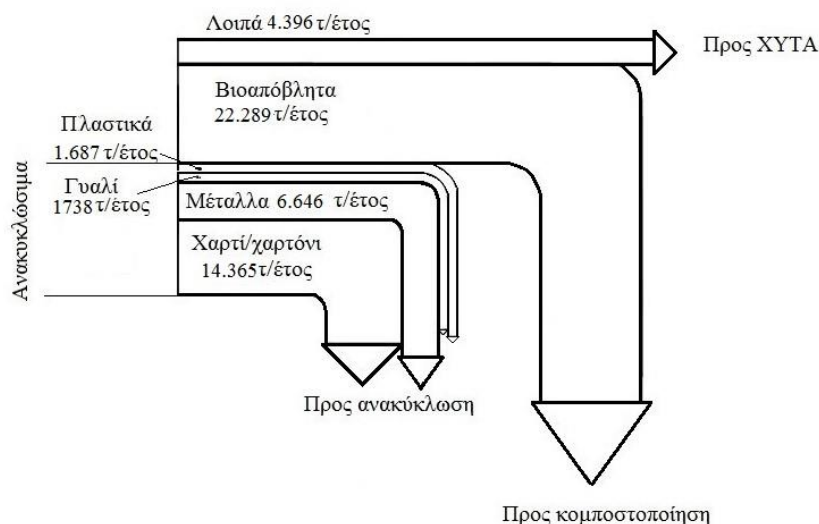 Λοιπά 4.396 τ/έτος
Προς ΧΥΤΑ
Βιοαπόβλητα
22.289 τ/έτος
Πλαστικά
1.687 τ/έτος
Γυαλί
1738 τ/έτος
Μέταλλα 6.646 τ/έτος
Χαρτί/χαρτόνι
14.365 τ/έτος
Ανακυκλώσιμα
Προς ανακύκλωση
Προς κομποστοποίηση